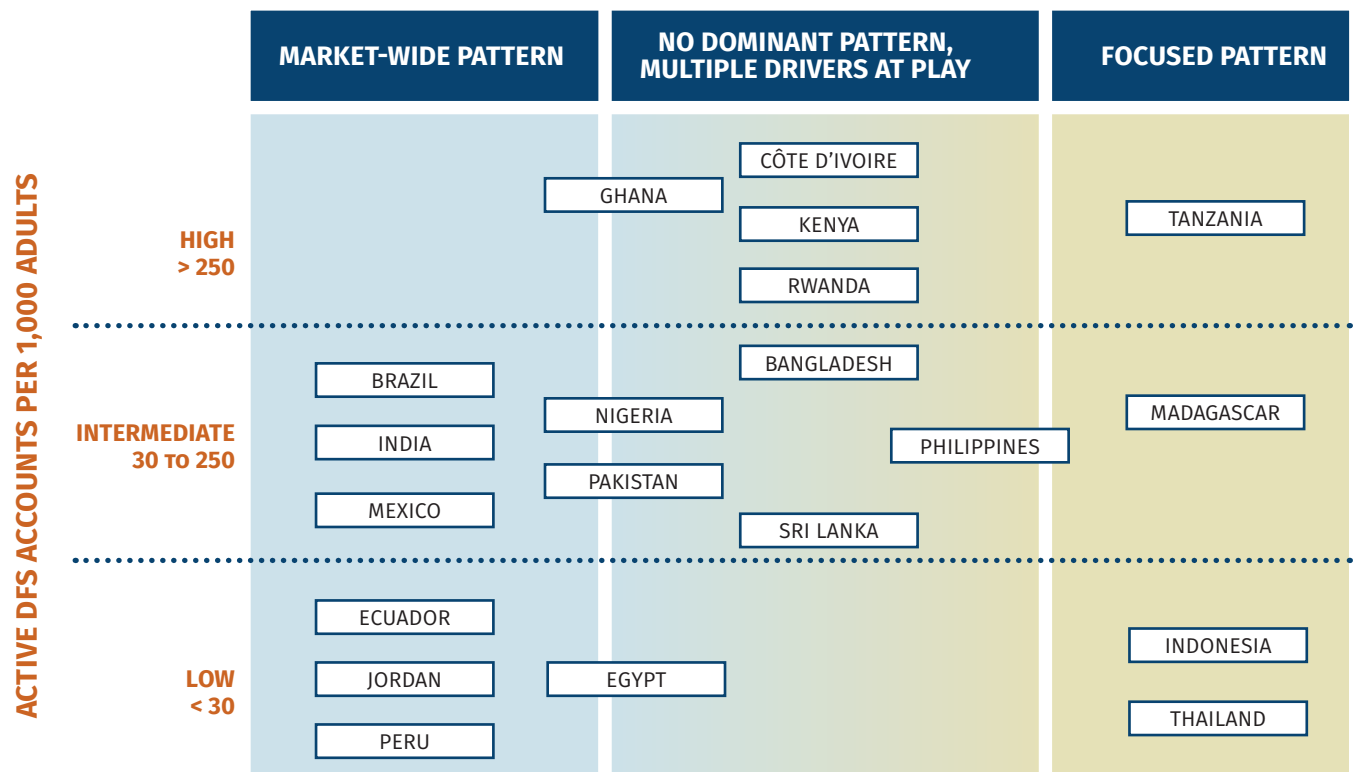 MARKET-WIDE PATTERN
NO DOMINANT PATTERN,
MULTIPLE DRIVERS AT PLAY
FOCUSED PATTERN
ACTIVE DFS ACCOUNTS PER 1,000 ADULTS
HIGH
> 250
GHANA
CÔTE D’IVOIRE
KENYA
RWANDA
TANZANIA
INTERMEDIATE
30 TO 250
BRAZIL
INDIA
MEXICO
NIGERIA
PAKISTAN
BANGLADESH
SRI LANKA
PHILIPPINES
MADAGASCAR
LOW
< 30
ECUADOR
JORDAN
PERU
EGYPT
INDONESIA
THAILAND